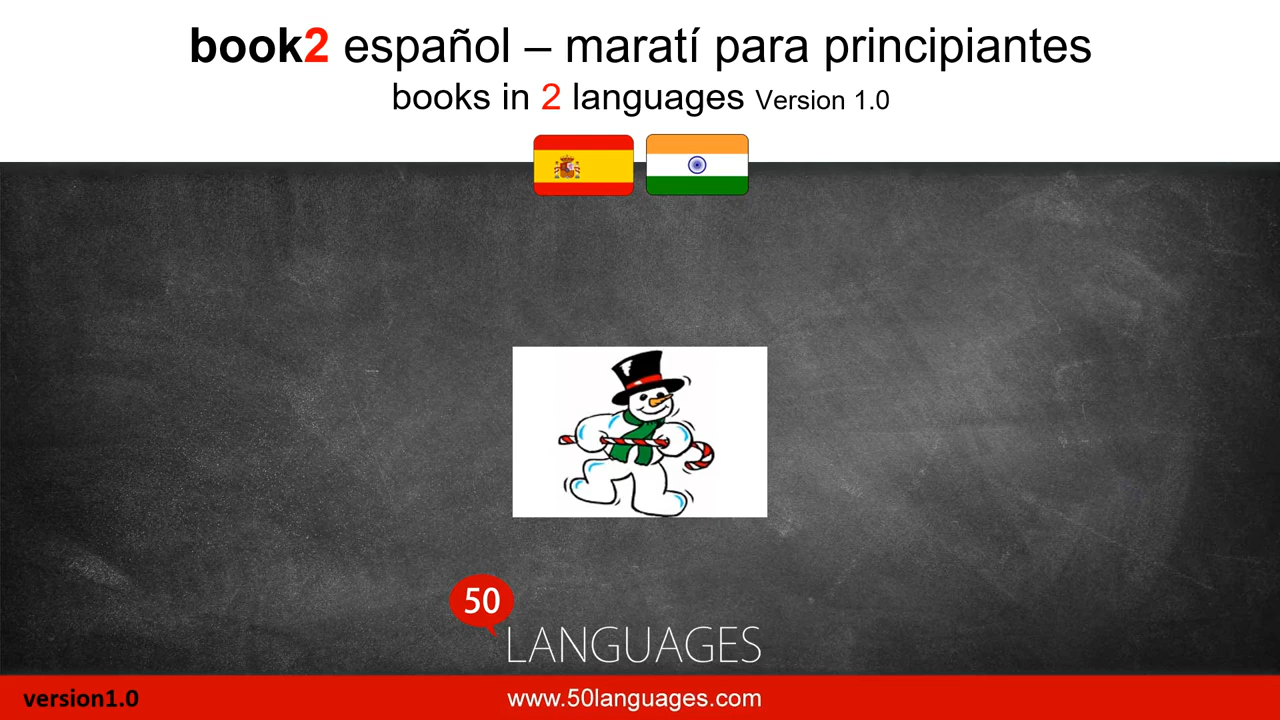 book2 español – maratí para principiantes
books in 2 languages Version 1.0
50
LANGUAGES
version1.0
www.50languages.com